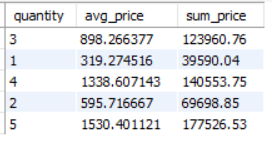 quantity avg_price sum_price
3 898.266377 123960.76
1 319.274516 39590.04
4 1338.607143 140553.75
2 595.716667 69698.85
5 1530.401121 177526.53